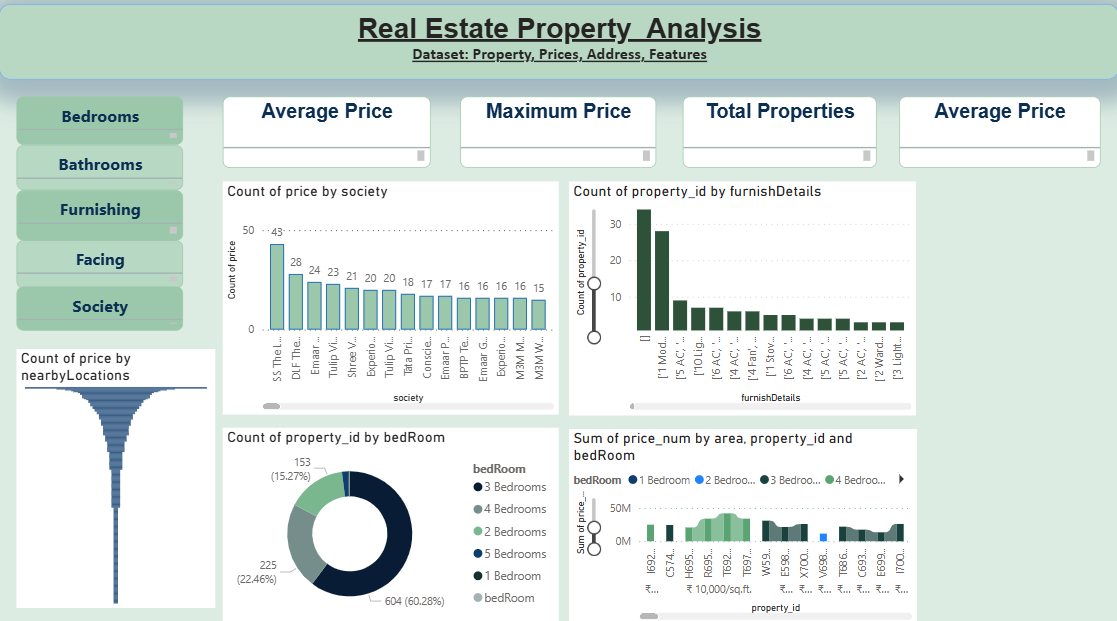 Real Estate Property Analysis
Dataset: Property, Prices, Address, Features
Bedrooms
Bathrooms
Furnishing
Facing
Society
Average Price
Maximum Price
Total Properties
Average Price
Count of price by society
Count of price
50
0
43
28
24
23
21
20
20
18
17
17
16
16
16
16
15
SS The L...
DLF The...
Emaar ...
Tulip Vi...
Shree V...
Experio...
Tulip Vi...
Tata Pri...
Conscie...
Emaar P...
BPTP Te...
Emaar G...
Experio...
M3M M...
M3M W...
society
Count of property_id by furnishDetails
Count of property_id
30
20
10
[]
['1 Mod...
['5 AC', '...
['10 Lig...
['6 AC', '...
['4 AC', '...
['4 Fan', ...
['1 Stov...
['6 AC', '...
['4 AC', '...
['5 AC', '...
['5 AC', '...
['2 AC', '...
['2 Ward...
['3 Light...
furnishDetails
Count of price by
nearbyLocations
Count of property_id by bedRoom
153
(15.27%)
225
(22.46%)
604 (60.28%)
bedRoom
3 Bedrooms
4 Bedrooms
2 Bedrooms
5 Bedrooms
1 Bedroom
bedRoom
Sum of price_num by area, property_id and
bedRoom
bedRoom
1 Bedroom
2 Bedroo...
3 Bedroo...
4 Bedroo...
Sum of price_...
50M
0M
I692...
C574...
H695...
R695...
T692...
T697...
W59...
E598...
X700...
V698...
T686...
C693...
E699...
I700...
₹...
₹ 10,000/sq.ft.
₹...
₹...
₹...
₹...
₹...
₹...
property_id